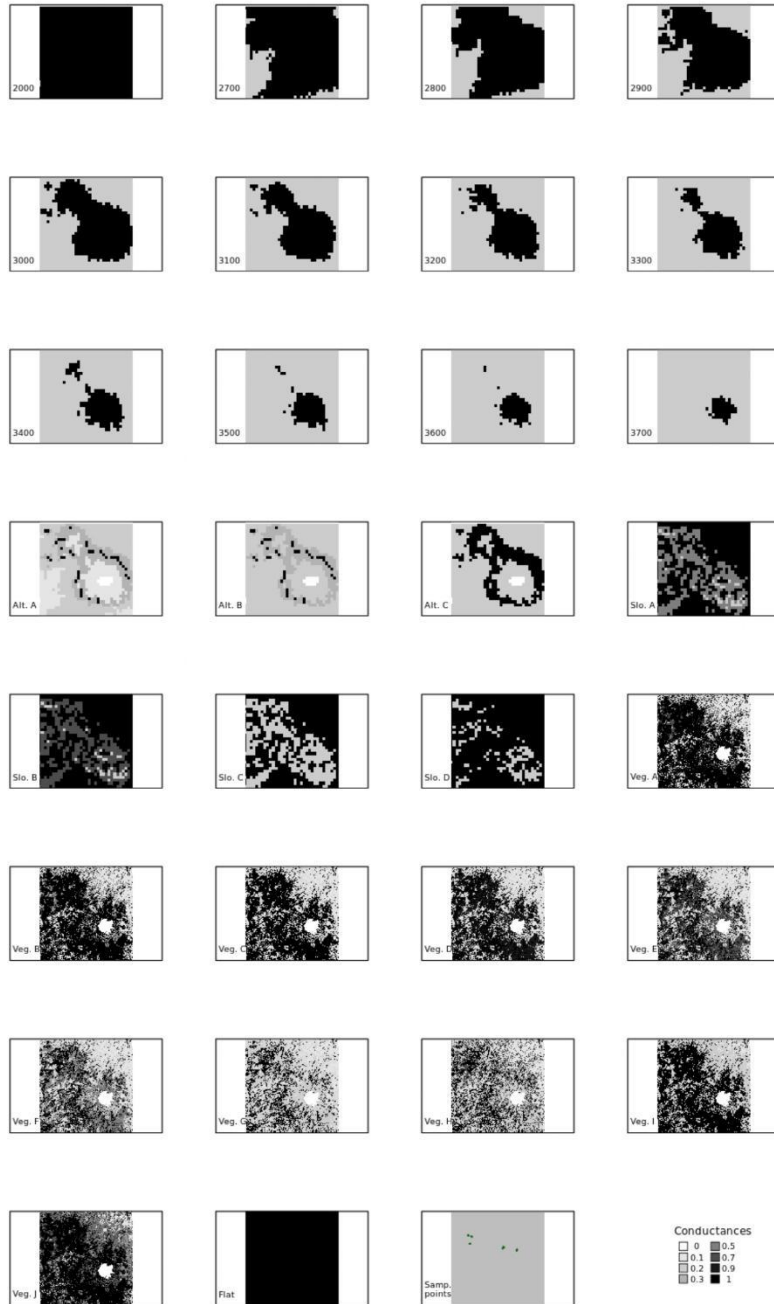 2000
2700
2800
2900
3000
3100
3200
3300
3400
3500
3600
3700
Alt. A
Alt. B
Alt. C
Slo. A
Slo. B
Slo. C
Slo. D
Veg. A
Veg. B
Veg. C
Veg. D
Veg. E
Veg. F
Veg. G
Veg. H
Veg. I
Veg. J
Flat
Samp.
points
Conductances
0 0.5
0.1 0.7
0.2 0.9
0.3 1